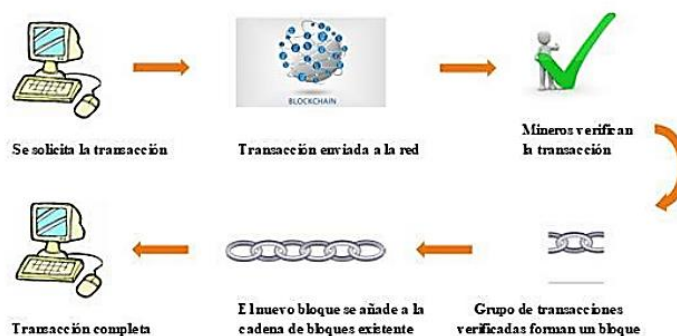 BLOCKCHAIN
Se solicita la transacción
Transacción enviada a la red
Mineros verifican
la transacción
Transacción completa
El nuevo bloque se añade a la
cadena de bloques existente
Grupo de transacciones
verificadas forman un bloque